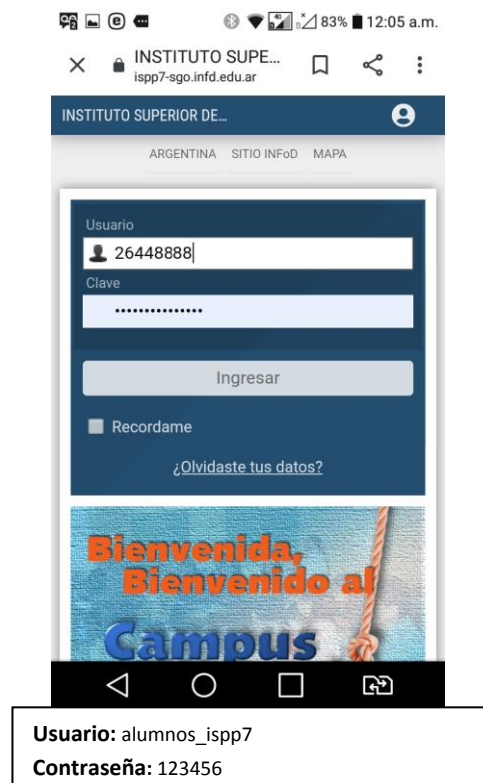 83% 12:05 a.m.
INSTITUTO SUPE...
ispp7-sgo.infd.edu.ar
INSTITUTO SUPERIOR DE...
ARGENTINA SITIO INFoD MAPA
Usuario
26448888
Clave
•••••••••••••••
Ingresar
Recordame
¿Olvidaste tus datos?
Bienvenida,
Bienvenido al
Campus
Usuario: alumnos_ispp7
Contraseña: 123456